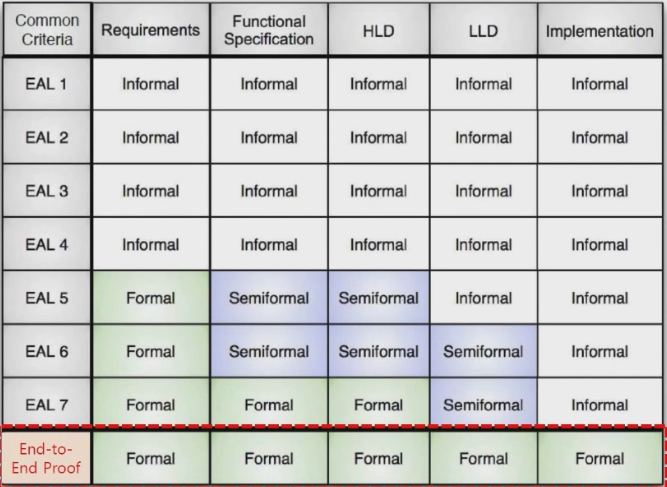 Common Criteria Requirements Functional Specification HLD LLD Implementation
EAL 1 Informal Informal Informal Informal Informal
EAL 2 Informal Informal Informal Informal Informal
EAL 3 Informal Informal Informal Informal Informal
EAL 4 Informal Informal Informal Informal Informal
EAL 5 Formal Semiformal Semiformal Informal Informal
EAL 6 Formal Semiformal Semiformal Semiformal Informal
EAL 7 Formal Formal Formal Semiformal Informal
End-to-End Proof Formal Formal Formal Formal Formal